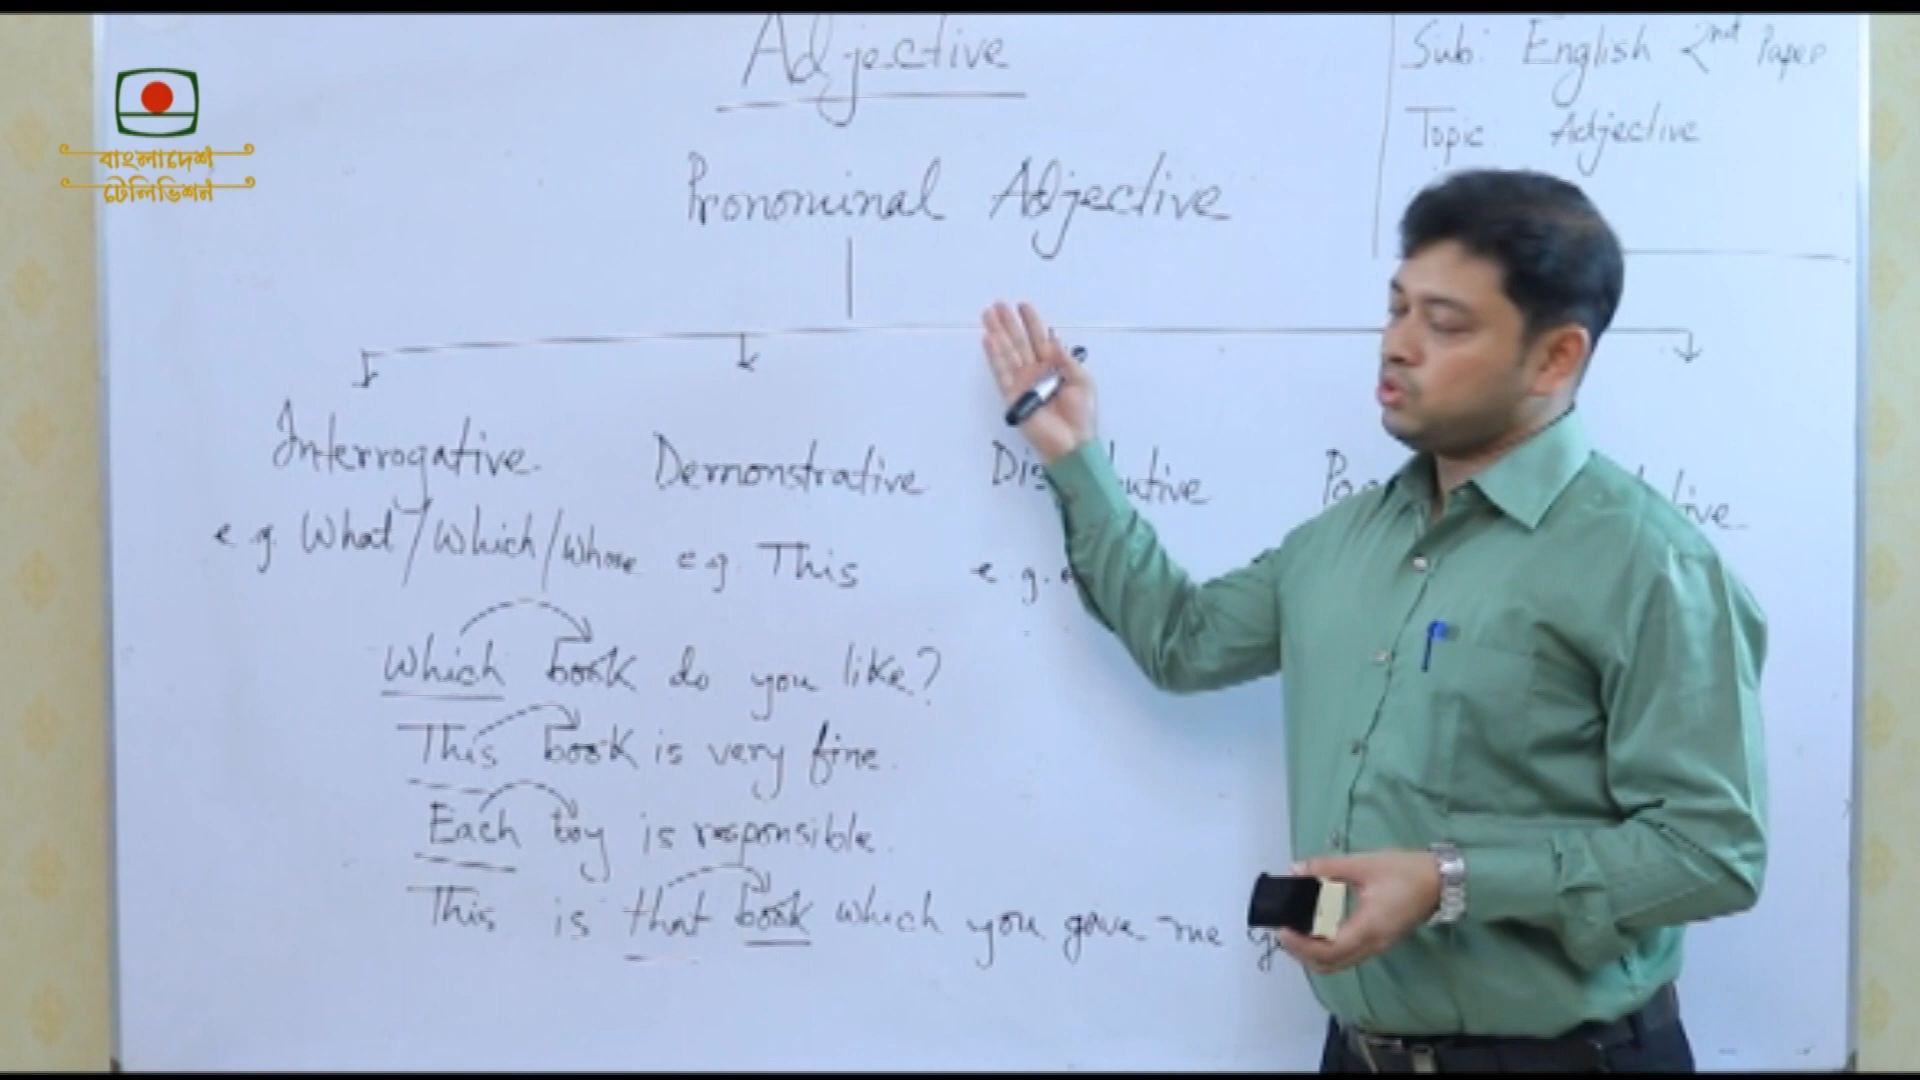 বাংলাদেশ
টেলিভিশন
Adjective
Sub: English 2nd Paper
Topic: Adjective
Pronominal Adjective
Interrogative Demonstrative
e.g. What/Which/Whose e.g. This e.g.
Which book do you like?
This book is very fine.
Each boy is responsible.
This is that book which you gave me